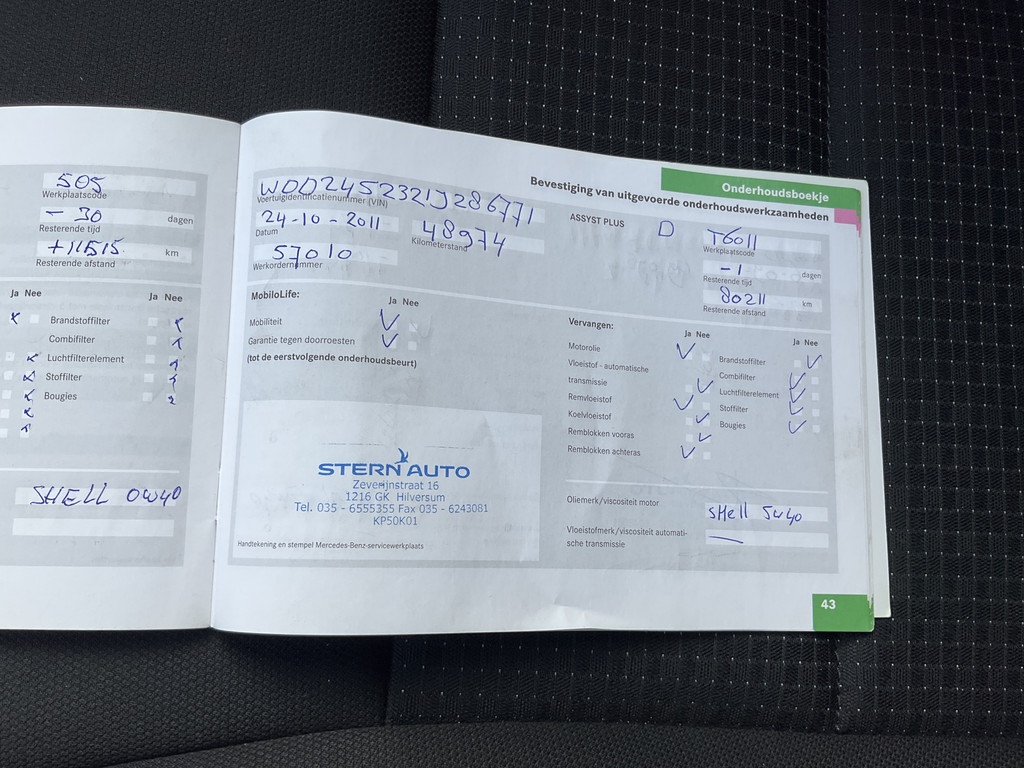 505
Werkplaatscode
- 30 dagen
Resterende tijd
km
Resterende afstand
Ja Nee Ja Nee
Brandstoffilter
Combifilter
Luchtfilterelement
Stoffilter
Bougies
SHELL 0W40
Onderhoudsboekje
Bevestiging van uitgevoerde onderhoudswerkzaamheden
WDD2452321J286771
Voertuigidentificatienummer (VIN)
24-10-2011 48974
Datum Kilometerstand
57010
Werkordernummer
ASSYST PLUS D T6011
Werkplaatscode
-1 dagen
Resterende tijd
80211 km
Resterende afstand
MobiloLife: Ja Nee
Mobiliteit
Garantie tegen doorroesten
(tot de eerstvolgende onderhoudsbeurt)
Vervangen: Ja Nee Ja Nee
Motorolie
Vloeistof - automatische
transmissie
Remvloeistof
Koelvloeistof
Remblokken vooras
Remblokken achteras
Brandstoffilter
Combifilter
Luchtfilterelement
Stoffilter
Bougies
STERN AUTO
Zeverijnstraat 16
1216 GK Hilversum
Tel. 035 - 6555355 Fax 035 - 6243081
KP50K01
Handtekening en stempel Mercedes-Benz-servicewerkplaats
Oliemerk/viscositeit motor
SHell 5W40
Vloeistofmerk/viscositeit automati-
sche transmissie
43